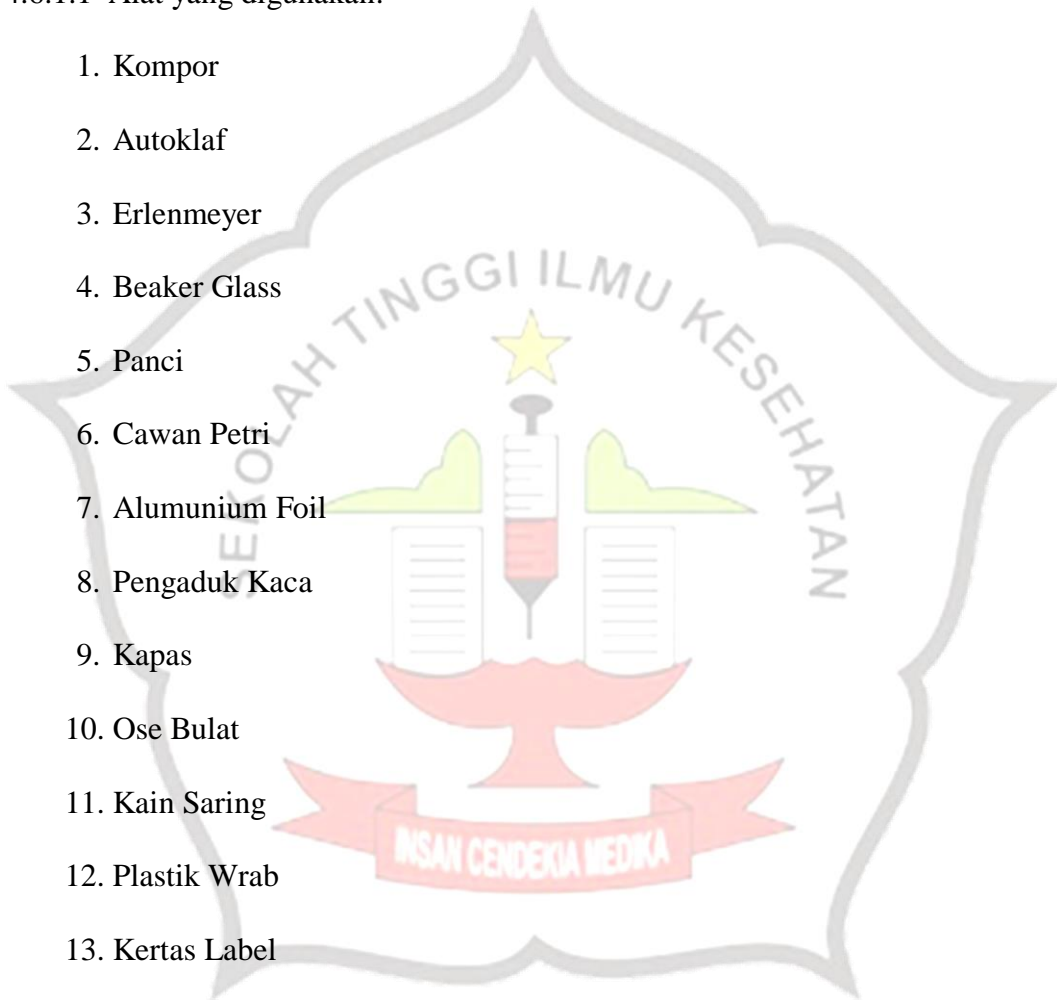 4.6.1.1 Alat yang digunakan:
1. Kompor
2. Autoklaf
3. Erlenmeyer
4. Beaker Glass
5. Panci
6. Cawan Petri
7. Alumunium Foil
8. Pengaduk Kaca
9. Kapas
10. Ose Bulat
11. Kain Saring
12. Plastik Wrab
13. Kertas Label
SEKOLAH TINGGI ILMU KESEHATAN
INSAN CENDEKIA MEDIKA